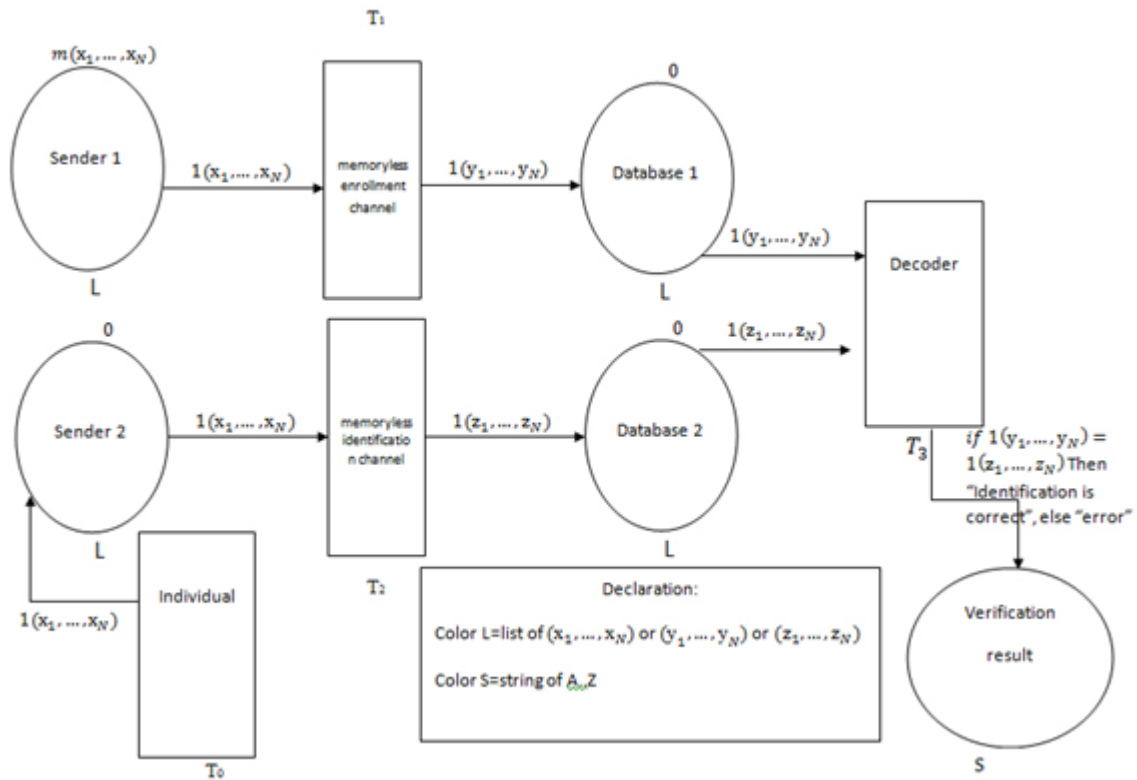 T₁
m(x₁,...,x_N)
Sender 1
L
1(x₁,...,x_N)
memoryless
enrollment
channel
1(y₁,...,y_N)
0
Database 1
L
1(y₁,...,y_N)
Decoder
T₃
0
Sender 2
L
1(x₁,...,x_N)
memoryless
identificatio
n channel
T₂
1(z₁,...,z_N)
0
Database 2
L
1(z₁,...,z_N)
if 1(y₁,...,y_N) =
1(z₁,...,z_N) Then
"Identification is
correct", else "error"
Individual
T₀
1(x₁,...,x_N)
Declaration:
Color L=list of (x₁,...,x_N) or (y₁,...,y_N) or (z₁,...,z_N)
Color S=string of A,,Z
Verification
result
S